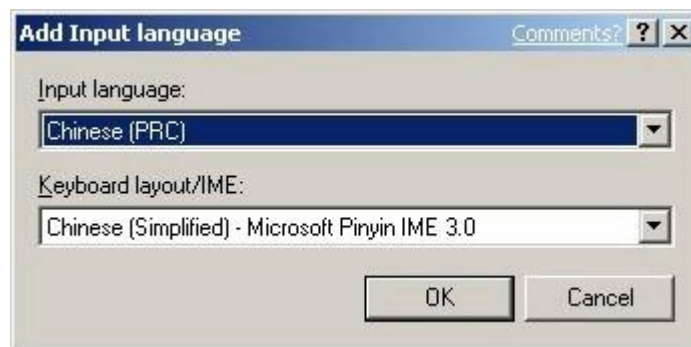 Add Input language Comments? ? X
Input language:
Chinese (PRC)
Keyboard layout/IME:
Chinese (Simplified) - Microsoft Pinyin IME 3.0
OK Cancel